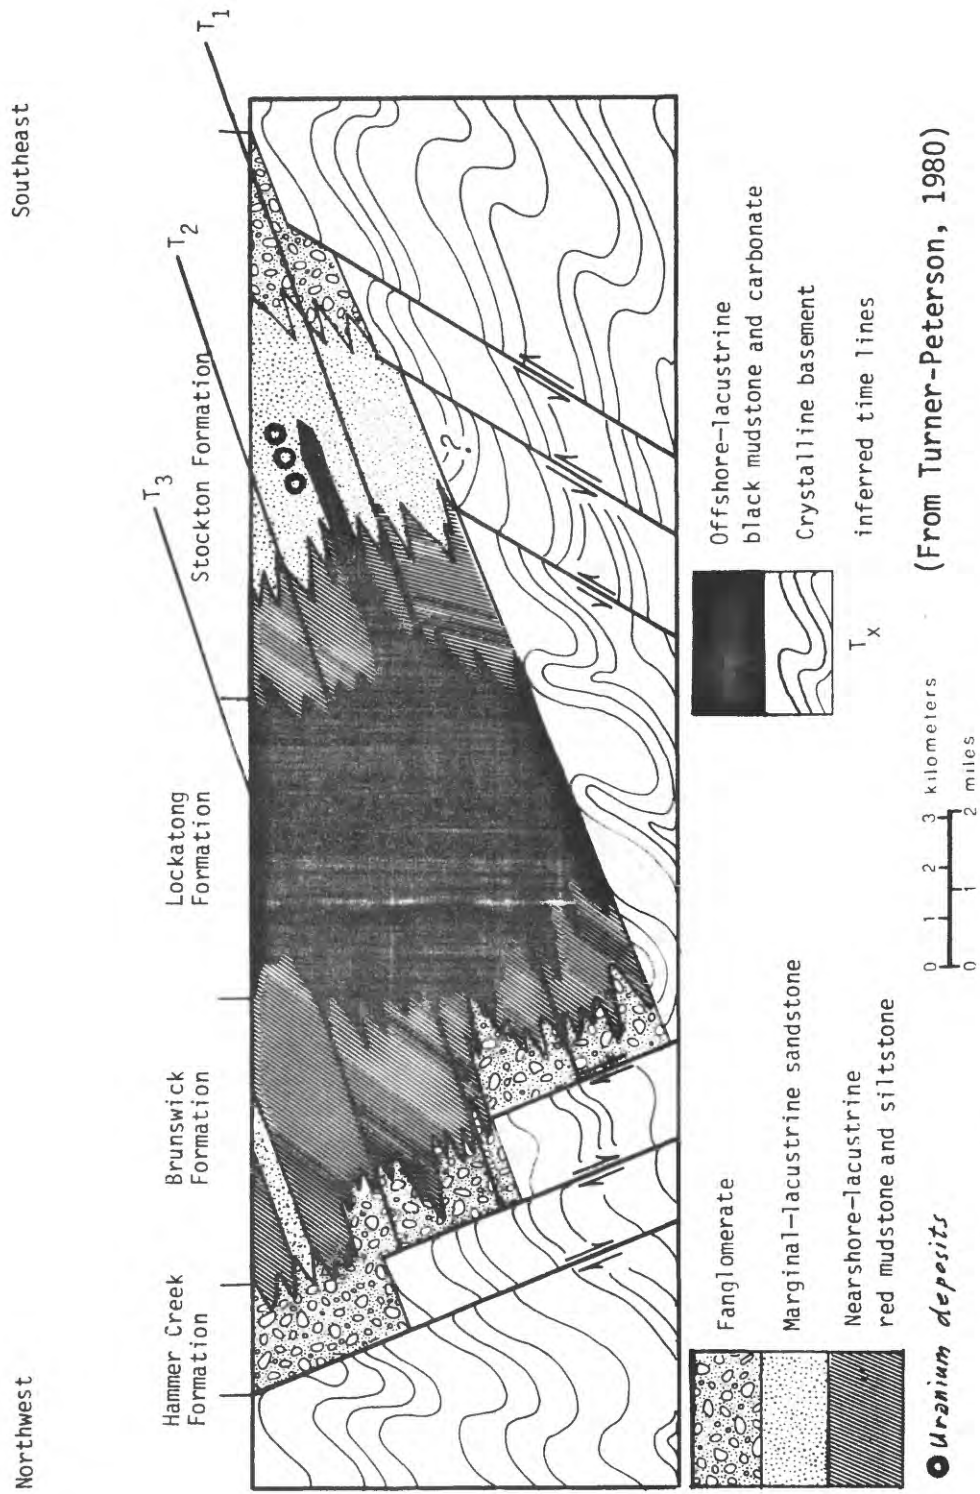 Northwest
Southeast
Hammer Creek
Formation
Brunswick
Formation
Lockatong
Formation
Stockton Formation
T3
T2
T1
?
Fanglomerate
Marginal-lacustrine sandstone
Nearshore-lacustrine
red mudstone and siltstone
Offshore-lacustrine
black mudstone and carbonate
Crystalline basement
Tx
inferred time lines
Uranium deposits
0 1 2 3 kilometers
0 1 2 miles
(From Turner-Peterson, 1980)